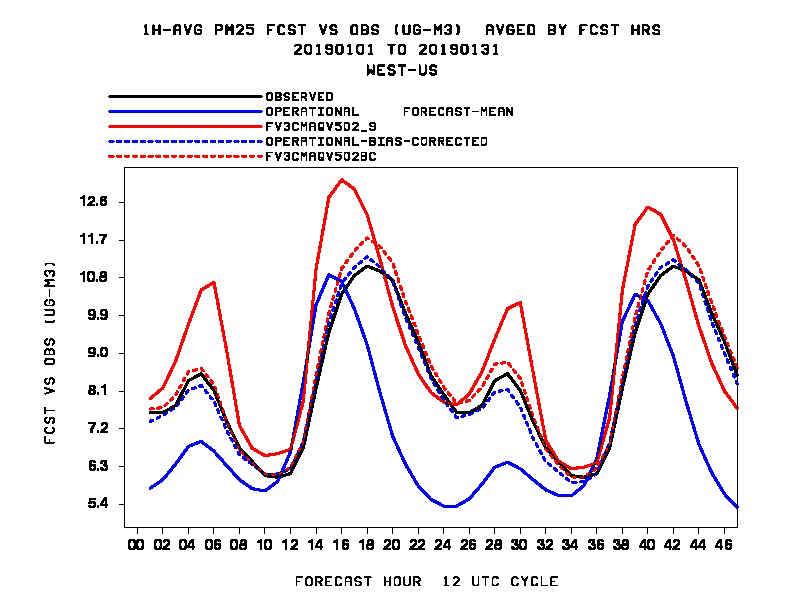 1H-AVG PM25 FCST VS OBS (UG-M3)  AVGED BY FCST HRS
20190101 TO 20190131
WEST-US
OBSERVED
OPERATIONAL     FORECAST-MEAN
FV3CMAQV502_9
OPERATIONAL-BIAS-CORRECTED
FV3CMAQV502BC
12.6
11.7
10.8
9.9
9.0
8.1
7.2
6.3
5.4
FCST VS OBS (UG-M3)
00 02 04 06 08 10 12 14 16 18 20 22 24 26 28 30 32 34 36 38 40 42 44 46
FORECAST HOUR  12 UTC CYCLE